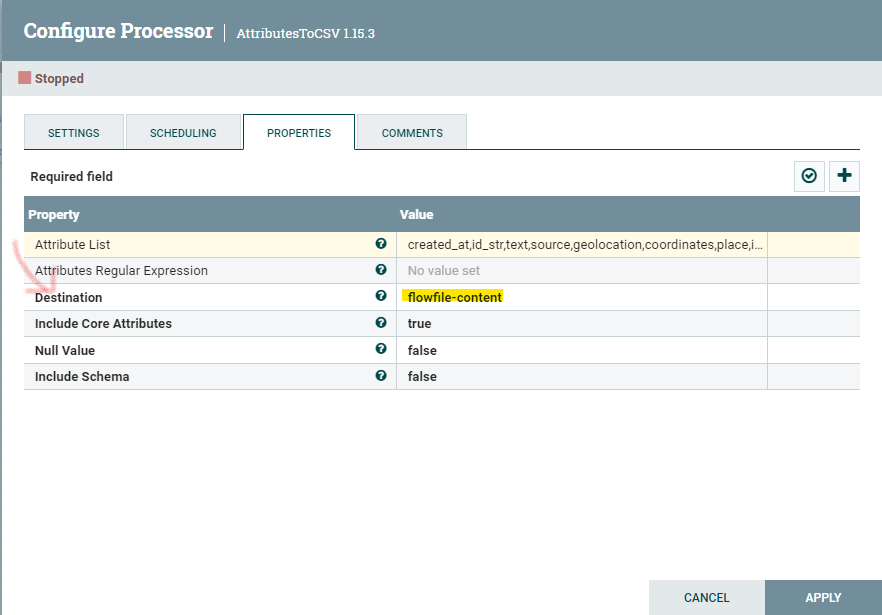 Configure Processor | AttributesToCSV 1.15.3
Stopped
SETTINGS SCHEDULING PROPERTIES COMMENTS
Required field
Property Value
Attribute List created_at,id_str,text,source,geolocation,coordinates,place,i...
Attributes Regular Expression No value set
Destination flowfile-content
Include Core Attributes true
Null Value false
Include Schema false
CANCEL APPLY